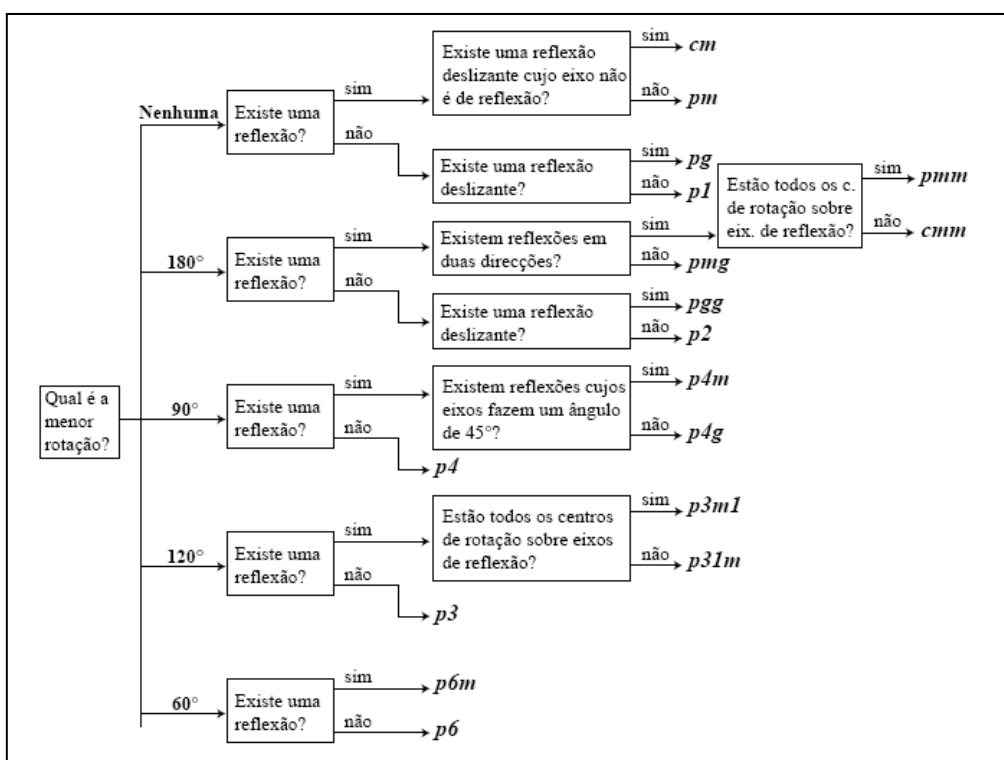 Qual é a
menor
rotação?
Nenhuma
Existe uma
reflexão?
sim
Existe uma reflexão
deslizante cujo eixo não
é de reflexão?
sim
cm
não
pm
não
Existe uma reflexão
deslizante?
sim
pg
não
p1
180°
Existe uma
reflexão?
sim
Existem reflexões em
duas direcções?
sim
Estão todos os c.
de rotação sobre
eix. de reflexão?
sim
pmm
não
cmm
não
pmg
não
Existe uma reflexão
deslizante?
sim
pgg
não
p2
90°
Existe uma
reflexão?
sim
Existem reflexões cujos
eixos fazem um ângulo
de 45°?
sim
p4m
não
p4g
não
p4
120°
Existe uma
reflexão?
sim
Estão todos os centros
de rotação sobre eixos
de reflexão?
sim
p3m1
não
p31m
não
p3
60°
Existe uma
reflexão?
sim
p6m
não
p6